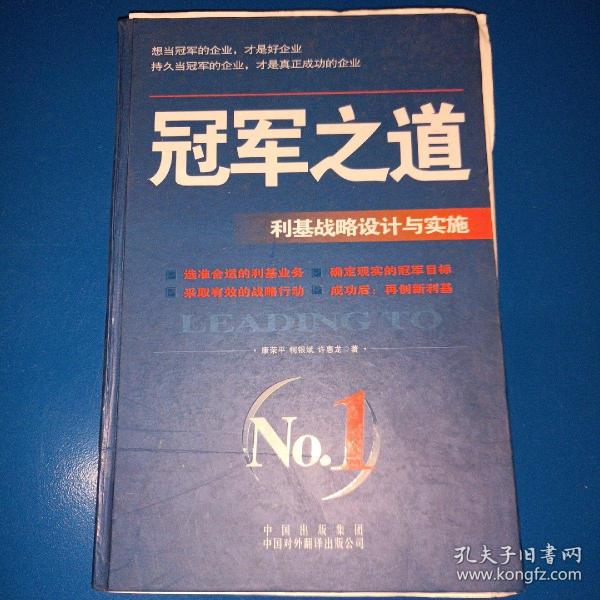 想当冠军的企业，才是好企业
持久当冠军的企业，才是真正成功的企业
冠军之道
利基战略设计与实施
选准合适的利基业务 确定现实的冠军目标
采取有效的战略行动 成功后：再创新利基
LEADING TO
·康荣平 柯银斌 许惠龙◇著·
No.1
中国出版集团
中国对外翻译出版公司
孔夫子旧书网
www.kongfz.com